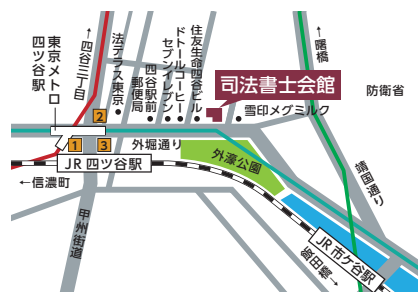 東京メトロ
四ツ谷駅
←四谷三丁目
法テラス東京
四谷駅前
郵便局
セブンイレブン
ドトールコーヒー
住友生命四谷ビル
司法書士会館
雪印メグミルク
←曙橋
防衛省
靖国通り
2
1
3
外堀通り
JR 四ツ谷駅
外濠公園
←信濃町
甲州街道
JR 市ケ谷駅
飯田橋→